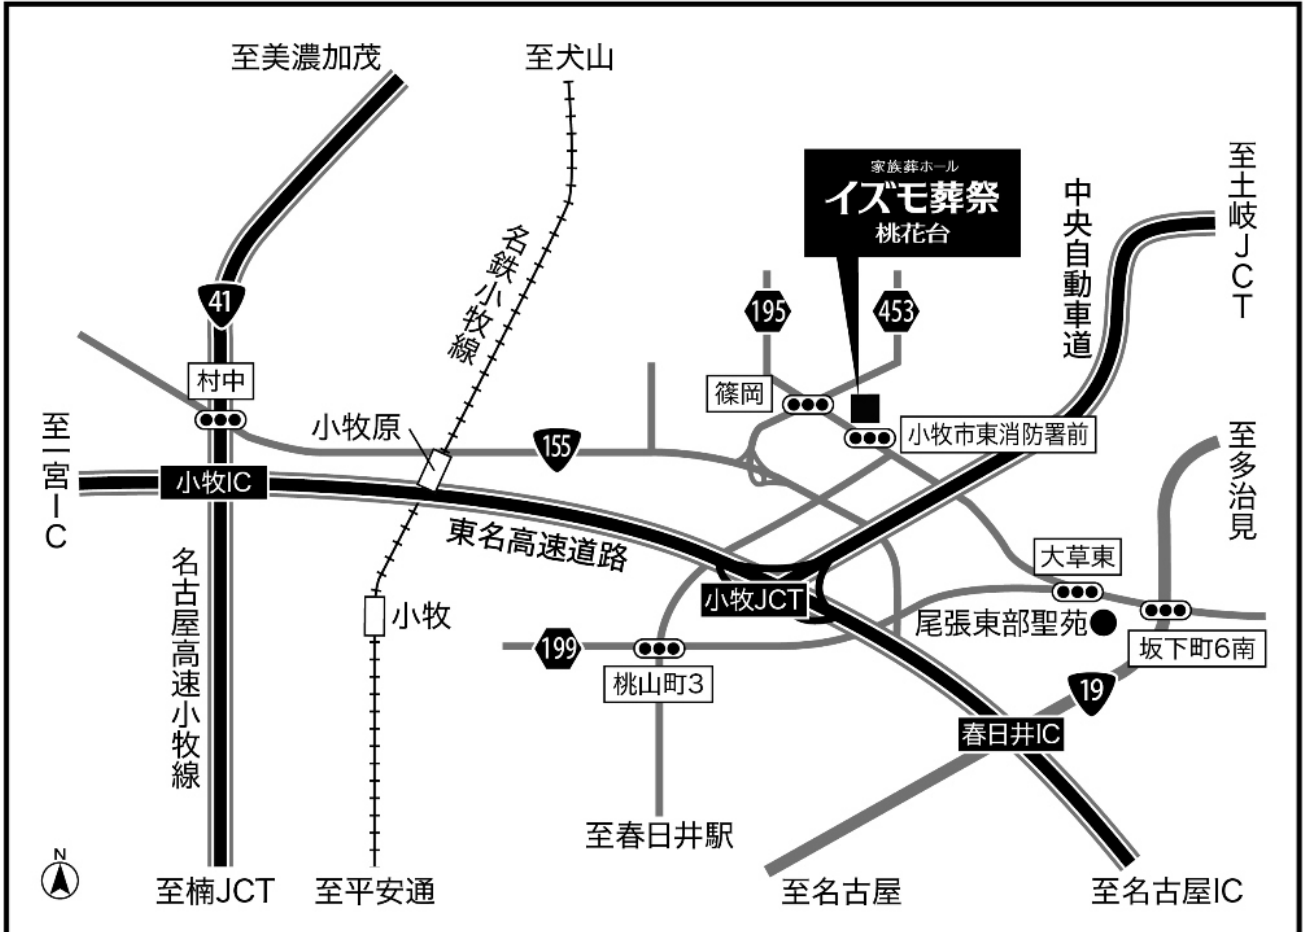 至美濃加茂
至犬山
家族葬ホール
イズモ葬祭
桃花台
中央自動車道
至土岐JCT
名鉄小牧線
41
195
453
村中
篠岡
小牧原
155
小牧市東消防署前
至一宮IC
小牧IC
至多治見
東名高速道路
大草東
名古屋高速小牧線
小牧JCT
小牧
尾張東部聖苑
199
坂下町6南
桃山町3
19
春日井IC
至春日井駅
N
至楠JCT
至平安通
至名古屋
至名古屋IC